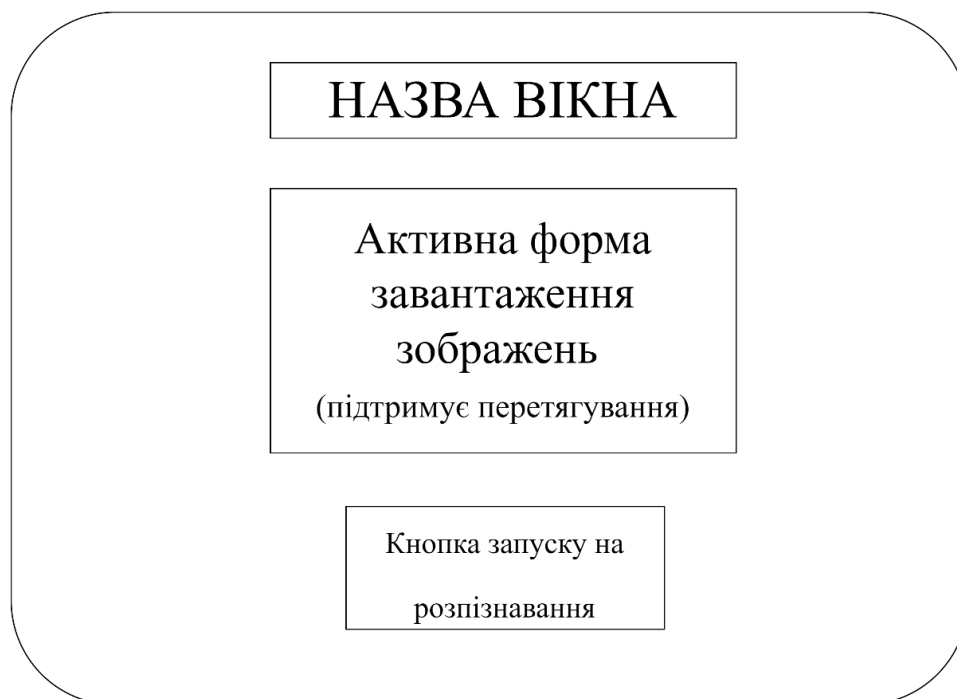 НАЗВА ВІКНА
Активна форма
завантаження
зображень
(підтримує перетягування)
Кнопка запуску на
розпізнавання